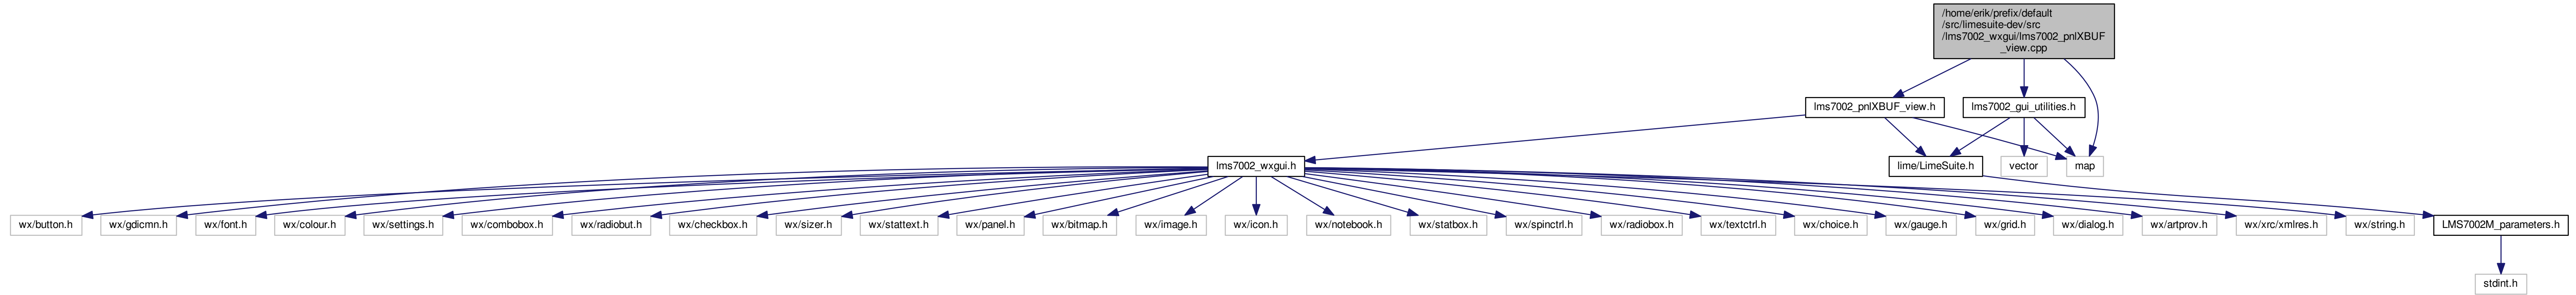 /home/erik/prefix/default
/src/limesuite-dev/src
/lms7002_wxgui/lms7002_pnlXBUF
_view.cpp
lms7002_pnlXBUF_view.h
lms7002_gui_utilities.h
lms7002_wxgui.h
lime/LimeSuite.h
vector
map
wx/button.h
wx/gdicmn.h
wx/font.h
wx/colour.h
wx/settings.h
wx/combobox.h
wx/radiobut.h
wx/checkbox.h
wx/sizer.h
wx/stattext.h
wx/panel.h
wx/bitmap.h
wx/image.h
wx/icon.h
wx/notebook.h
wx/statbox.h
wx/spinctrl.h
wx/radiobox.h
wx/textctrl.h
wx/choice.h
wx/gauge.h
wx/grid.h
wx/dialog.h
wx/artprov.h
wx/xrc/xmlres.h
wx/string.h
LMS7002M_parameters.h
stdint.h